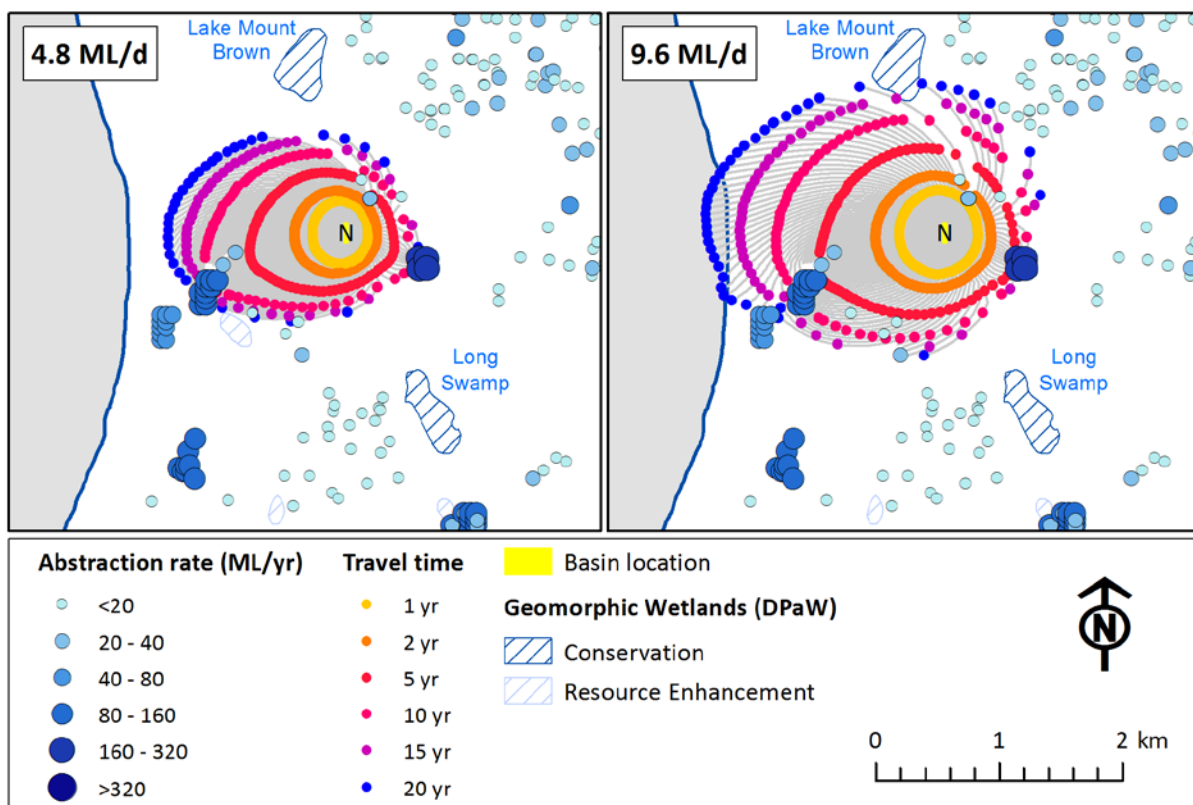 4.8 ML/d
Lake Mount
Brown
N
Long
Swamp
9.6 ML/d
Lake Mount
Brown
N
Long
Swamp
Abstraction rate (ML/yr)
<20
20 - 40
40 - 80
80 - 160
160 - 320
>320
Travel time
1 yr
2 yr
5 yr
10 yr
15 yr
20 yr
Basin location
Geomorphic Wetlands (DPaW)
Conservation
Resource Enhancement
N
0 1 2 km